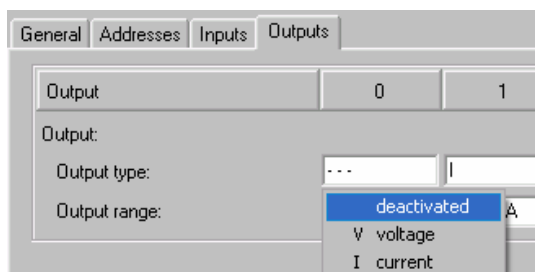 General Addresses Inputs Outputs
Output 0 1
Output:
Output type: --- I
Output range: A
deactivated
V voltage
I current